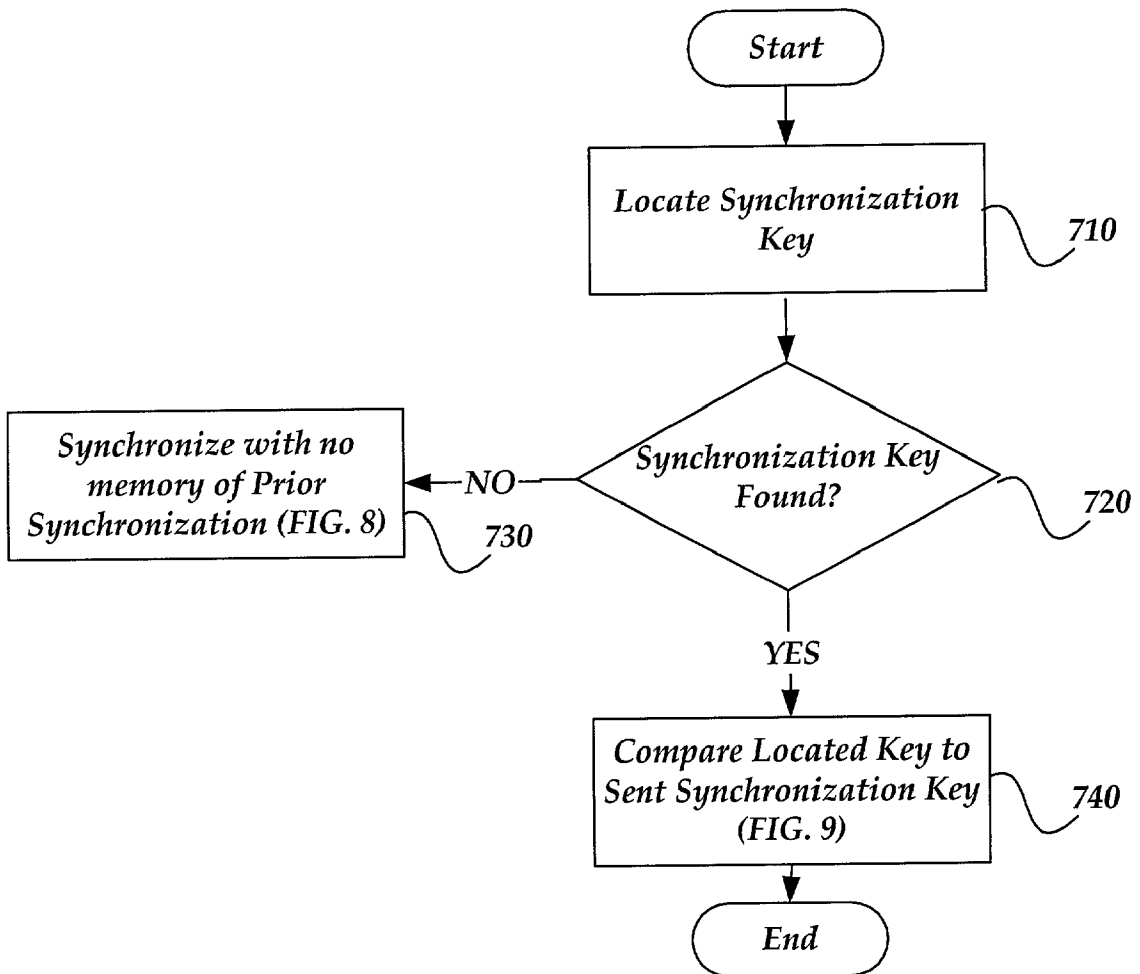 Start
Locate Synchronization
Key
710
Synchronization Key
Found?
720
NO
Synchronize with no
memory of Prior
Synchronization (FIG. 8)
730
YES
Compare Located Key to
Sent Synchronization Key
(FIG. 9)
740
End